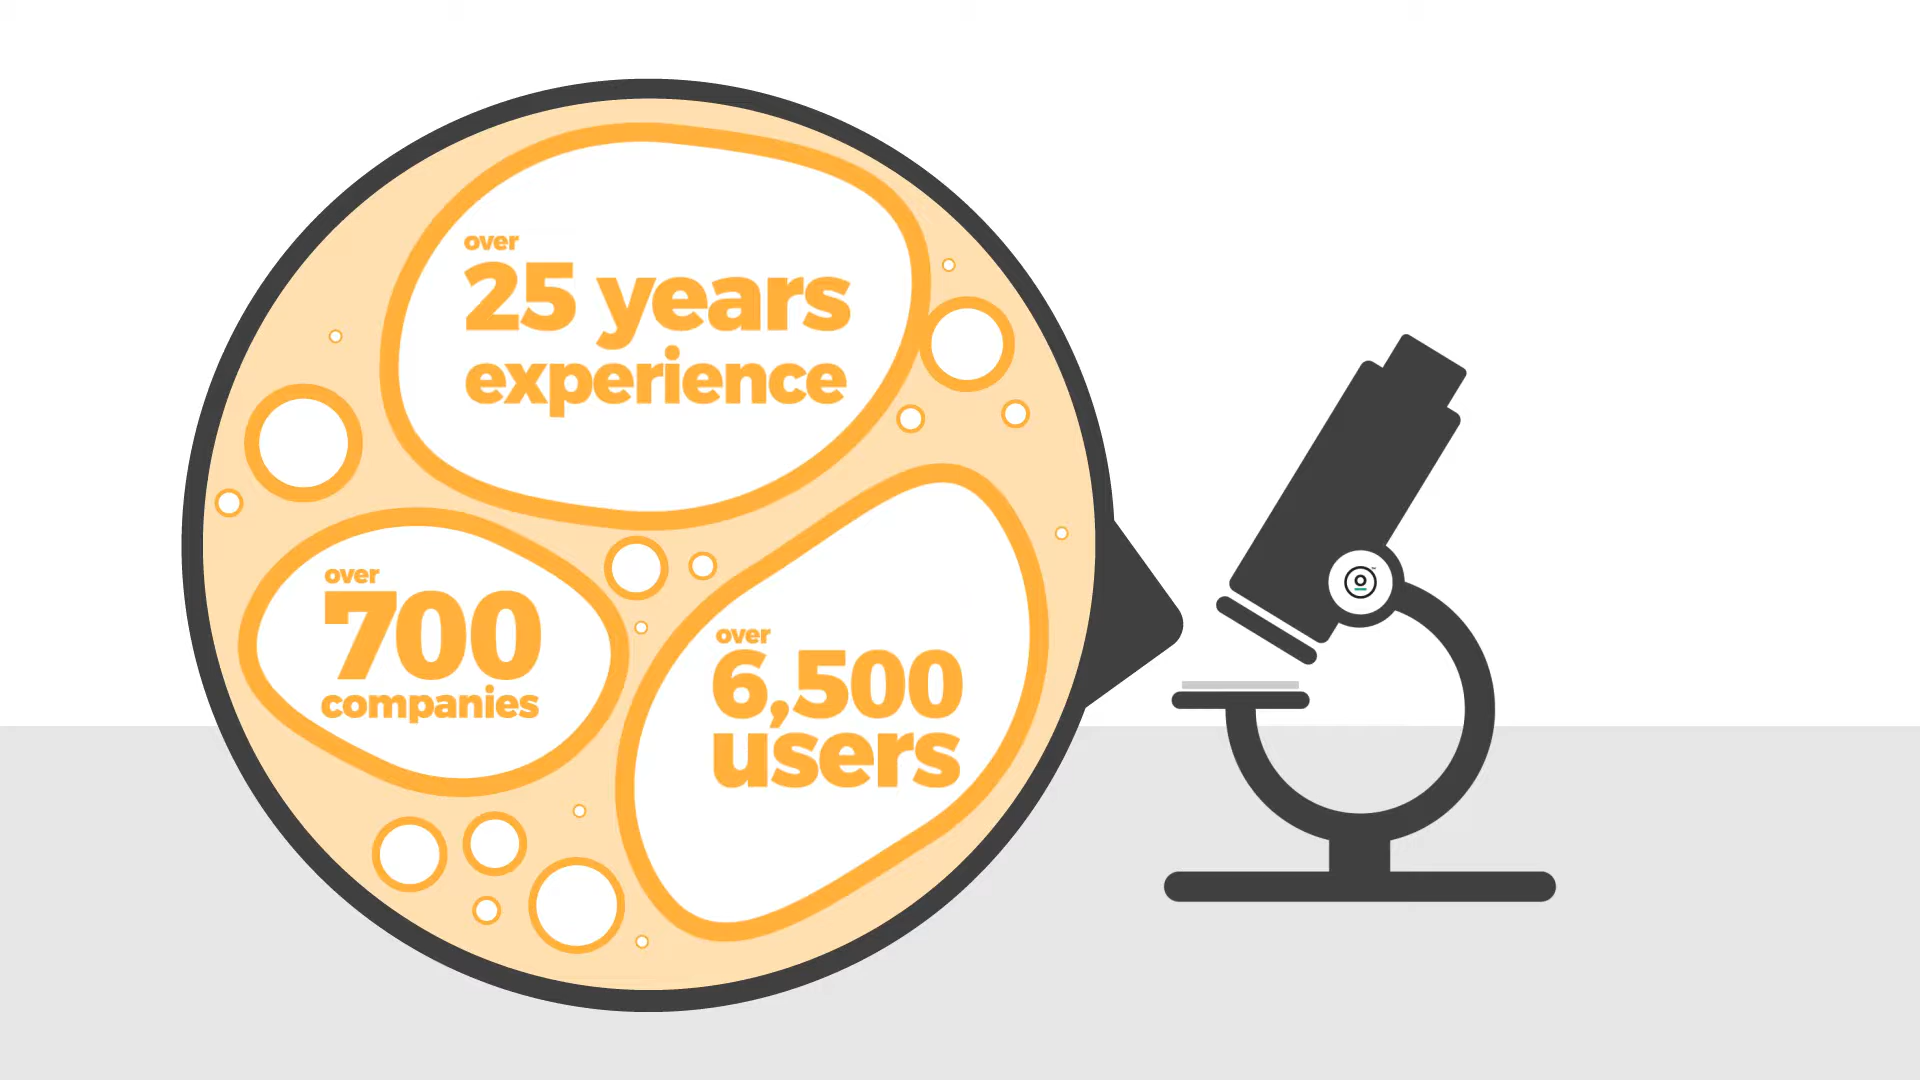 over
25 years
experience
over
700
companies
over
6,500
users